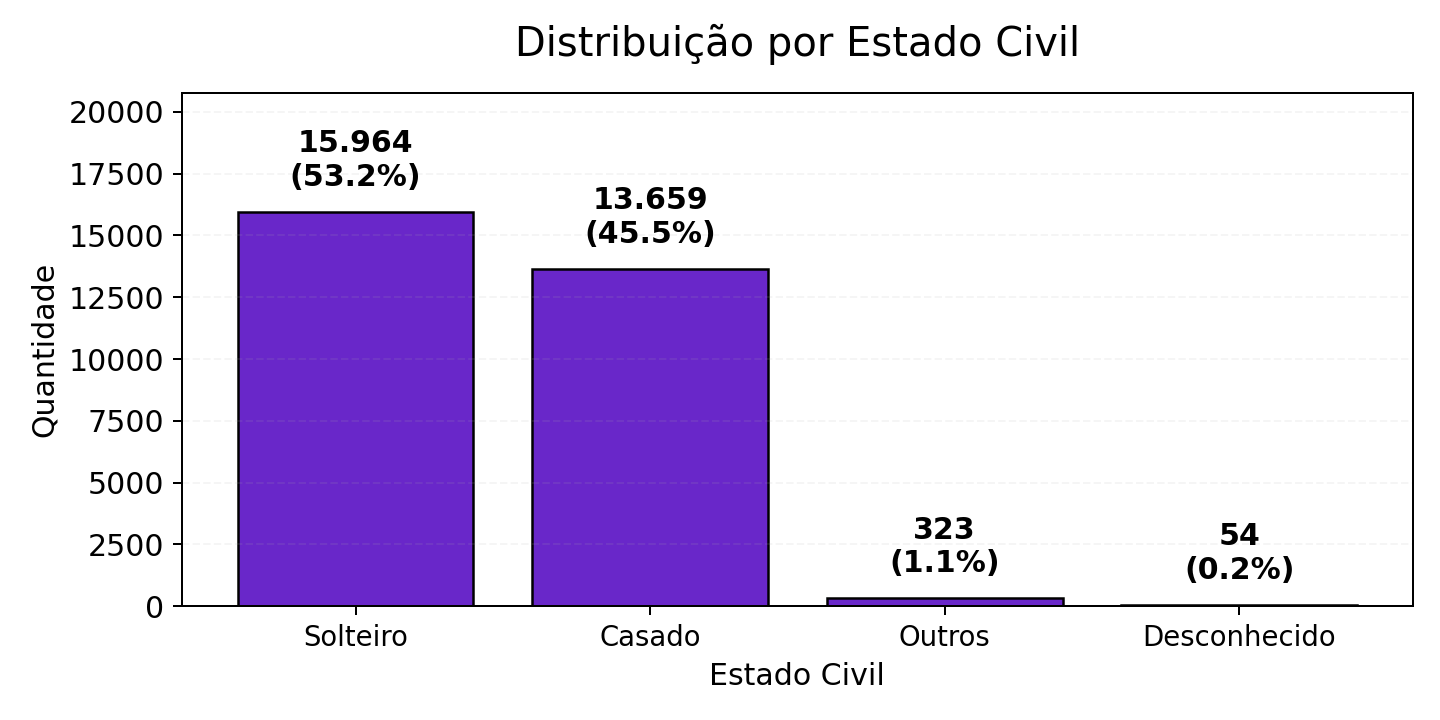 Distribuição por Estado Civil
Quantidade
20000
17500
15000
12500
10000
7500
5000
2500
0
15.964
(53.2%)
13.659
(45.5%)
323
(1.1%)
54
(0.2%)
Solteiro
Casado
Outros
Desconhecido
Estado Civil